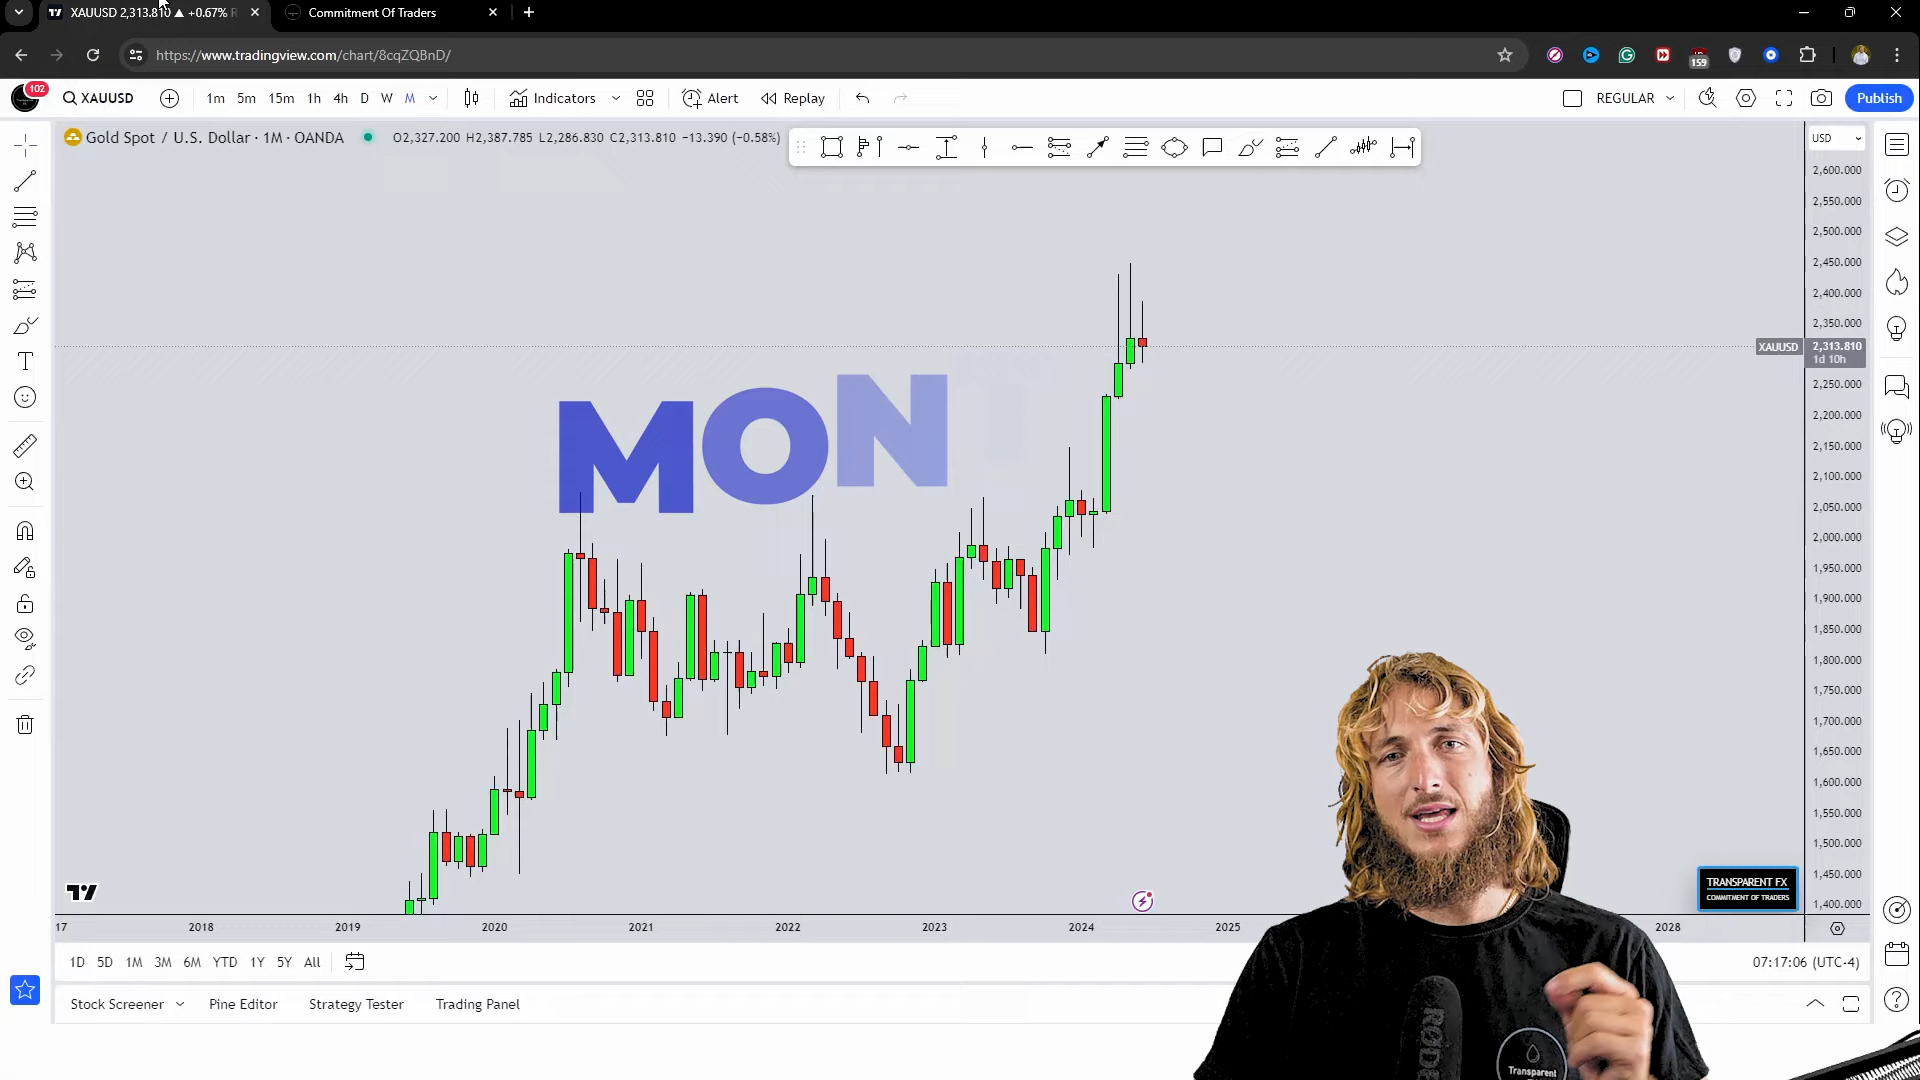 XAUUSD 2,313.810 ▲ +0.67%
Commitment Of Traders
https://www.tradingview.com/chart/8cqZQBnD/
159
102
XAUUSD
1m 5m 15m 1h 4h D W M
Indicators
Alert
Replay
REGULAR
Publish
Gold Spot / U.S. Dollar · 1M · OANDA
O2,327.200 H2,387.785 L2,286.830 C2,313.810 −13.390 (−0.58%)
USD
2,600.000
2,550.000
2,500.000
2,450.000
2,400.000
2,350.000
XAUUSD
2,313.810
1d 10h
2,250.000
2,200.000
2,150.000
2,100.000
2,050.000
2,000.000
1,950.000
1,900.000
1,850.000
1,800.000
1,750.000
1,700.000
1,650.000
1,600.000
1,550.000
1,500.000
1,450.000
1,400.000
MONT
TRANSPARENT FX
COMMITMENT OF TRADERS
17 2018 2019 2020 2021 2022 2023 2024 2025 2028
1D 5D 1M 3M 6M YTD 1Y 5Y All
07:17:06 (UTC-4)
Stock Screener
Pine Editor
Strategy Tester
Trading Panel
RØDE
Transparent